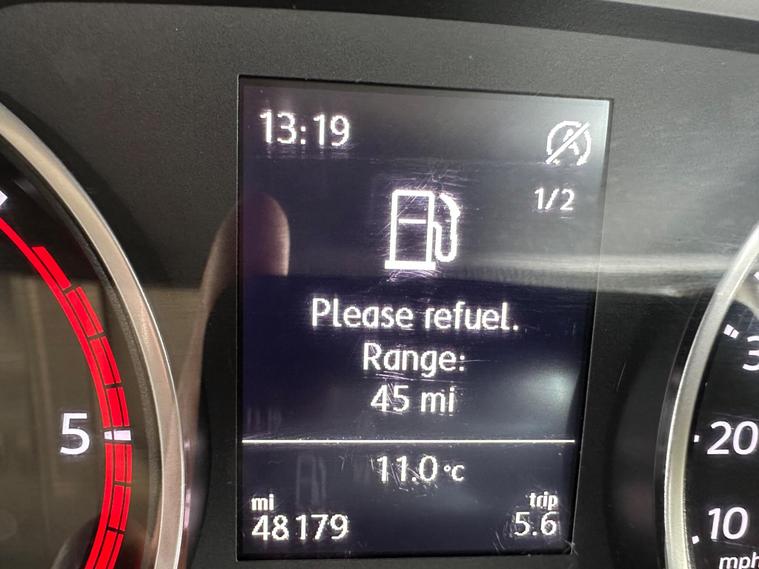 13:19
1/2
Please refuel.
Range:
45 mi
11.0 °C
mi
trip
48179
5.6
5
20
10
mph